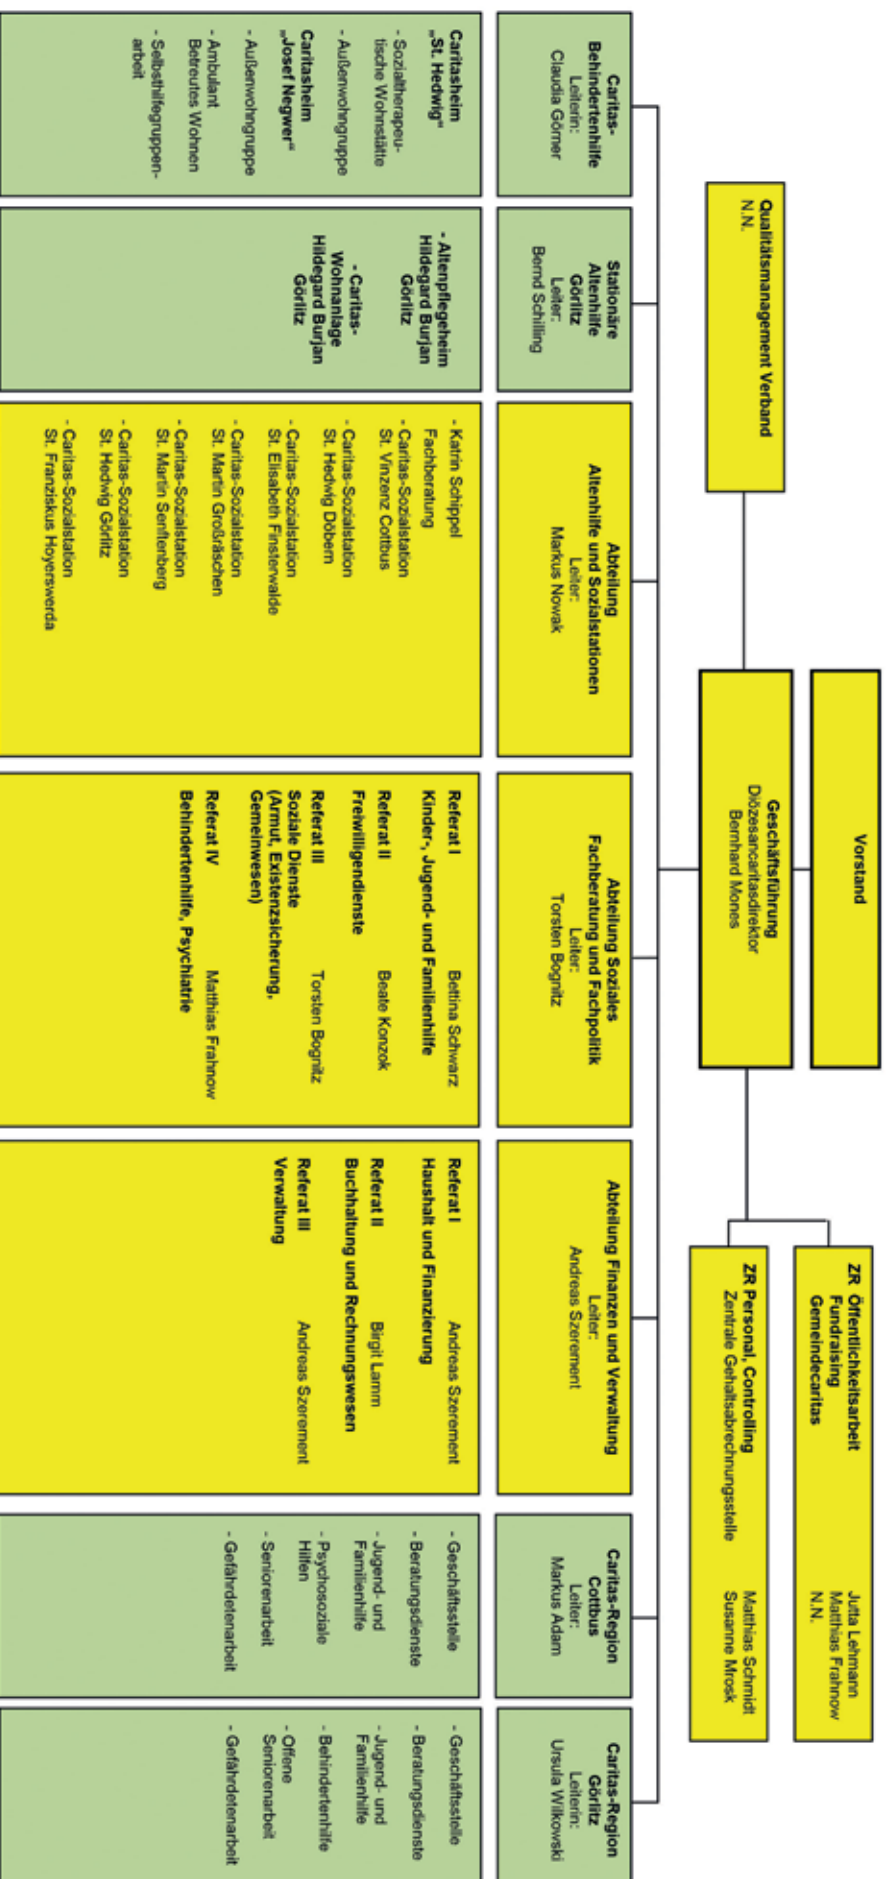 Vorstand
Geschäftsführung
Diözesancaritasdirektor
Bernhard Mones
Qualitätsmanagement Verband
N.N.
ZR Öffentlichkeitsarbeit Jutta Lehmann
Fundraising Matthias Frahnow
Gemeindecaritas N.N.
ZR Personal, Controlling Matthias Schmidt
Zentrale Gehaltsabrechnungsstelle Susanne Mrosk
Caritas-
Behindertenhilfe
Leiterin:
Claudia Görner
Stationäre
Altenhilfe
Görlitz
Leiter:
Bernd Schilling
Abteilung
Altenhilfe und Sozialstationen
Leiter:
Markus Nowak
Abteilung Soziales
Fachberatung und Fachpolitik
Leiter:
Torsten Bognitz
Abteilung Finanzen und Verwaltung
Leiter:
Andreas Szerement
Caritas-Region
Cottbus
Leiter:
Markus Adam
Caritas-Region
Görlitz
Leiterin:
Ursula Wilkowski
Caritasheim
„St. Hedwig“
- Sozialtherapeu-
tische Wohnstätte
- Außenwohngruppe
Caritasheim
„Josef Negwer“
- Außenwohngruppe
- Ambulant
Betreutes Wohnen
- Selbsthilfegruppen-
arbeit
- Altenpflegeheim
Hildegard Burjan
Görlitz
- Caritas-
Wohnanlage
Hildegard Burjan
Görlitz
- Katrin Schippel
Fachberatung
- Caritas-Sozialstation
St. Vinzenz Cottbus
- Caritas-Sozialstation
St. Hedwig Döbern
- Caritas-Sozialstation
St. Elisabeth Finsterwalde
- Caritas-Sozialstation
St. Martin Großräschen
- Caritas-Sozialstation
St. Martin Senftenberg
- Caritas-Sozialstation
St. Hedwig Görlitz
- Caritas-Sozialstation
St. Franziskus Hoyerswerda
Referat I Bettina Schwarz
Kinder-, Jugend- und Familienhilfe
Referat II Beate Konzok
Freiwilligendienste
Referat III Torsten Bognitz
Soziale Dienste
(Armut, Existenzsicherung,
Gemeinwesen)
Referat IV Matthias Frahnow
Behindertenhilfe, Psychiatrie
Referat I Andreas Szerement
Haushalt und Finanzierung
Referat II Birgit Lamm
Buchhaltung und Rechnungswesen
Referat III Andreas Szerement
Verwaltung
- Geschäftsstelle
- Beratungsdienste
- Jugend- und
Familienhilfe
- Psychosoziale
Hilfen
- Seniorenarbeit
- Gefährdetenarbeit
- Geschäftsstelle
- Beratungsdienste
- Jugend- und
Familienhilfe
- Behindertenhilfe
- Offene
Seniorenarbeit
- Gefährdetenarbeit